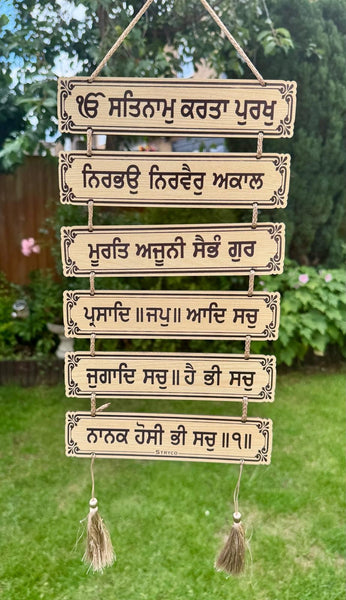 ੴ ਸਤਿਨਾਮੁ ਕਰਤਾ ਪੁਰਖੁ
ਨਿਰਭਉ ਨਿਰਵੈਰੁ ਅਕਾਲ
ਮੂਰਤਿ ਅਜੂਨੀ ਸੈਭੰ ਗੁਰ
ਪ੍ਰਸਾਦਿ ॥ ਜਪੁ ॥ ਆਦਿ ਸਚੁ
ਜੁਗਾਦਿ ਸਚੁ ॥ ਹੈ ਭੀ ਸਚੁ
ਨਾਨਕ ਹੋਸੀ ਭੀ ਸਚੁ ॥੧॥
STRYCO